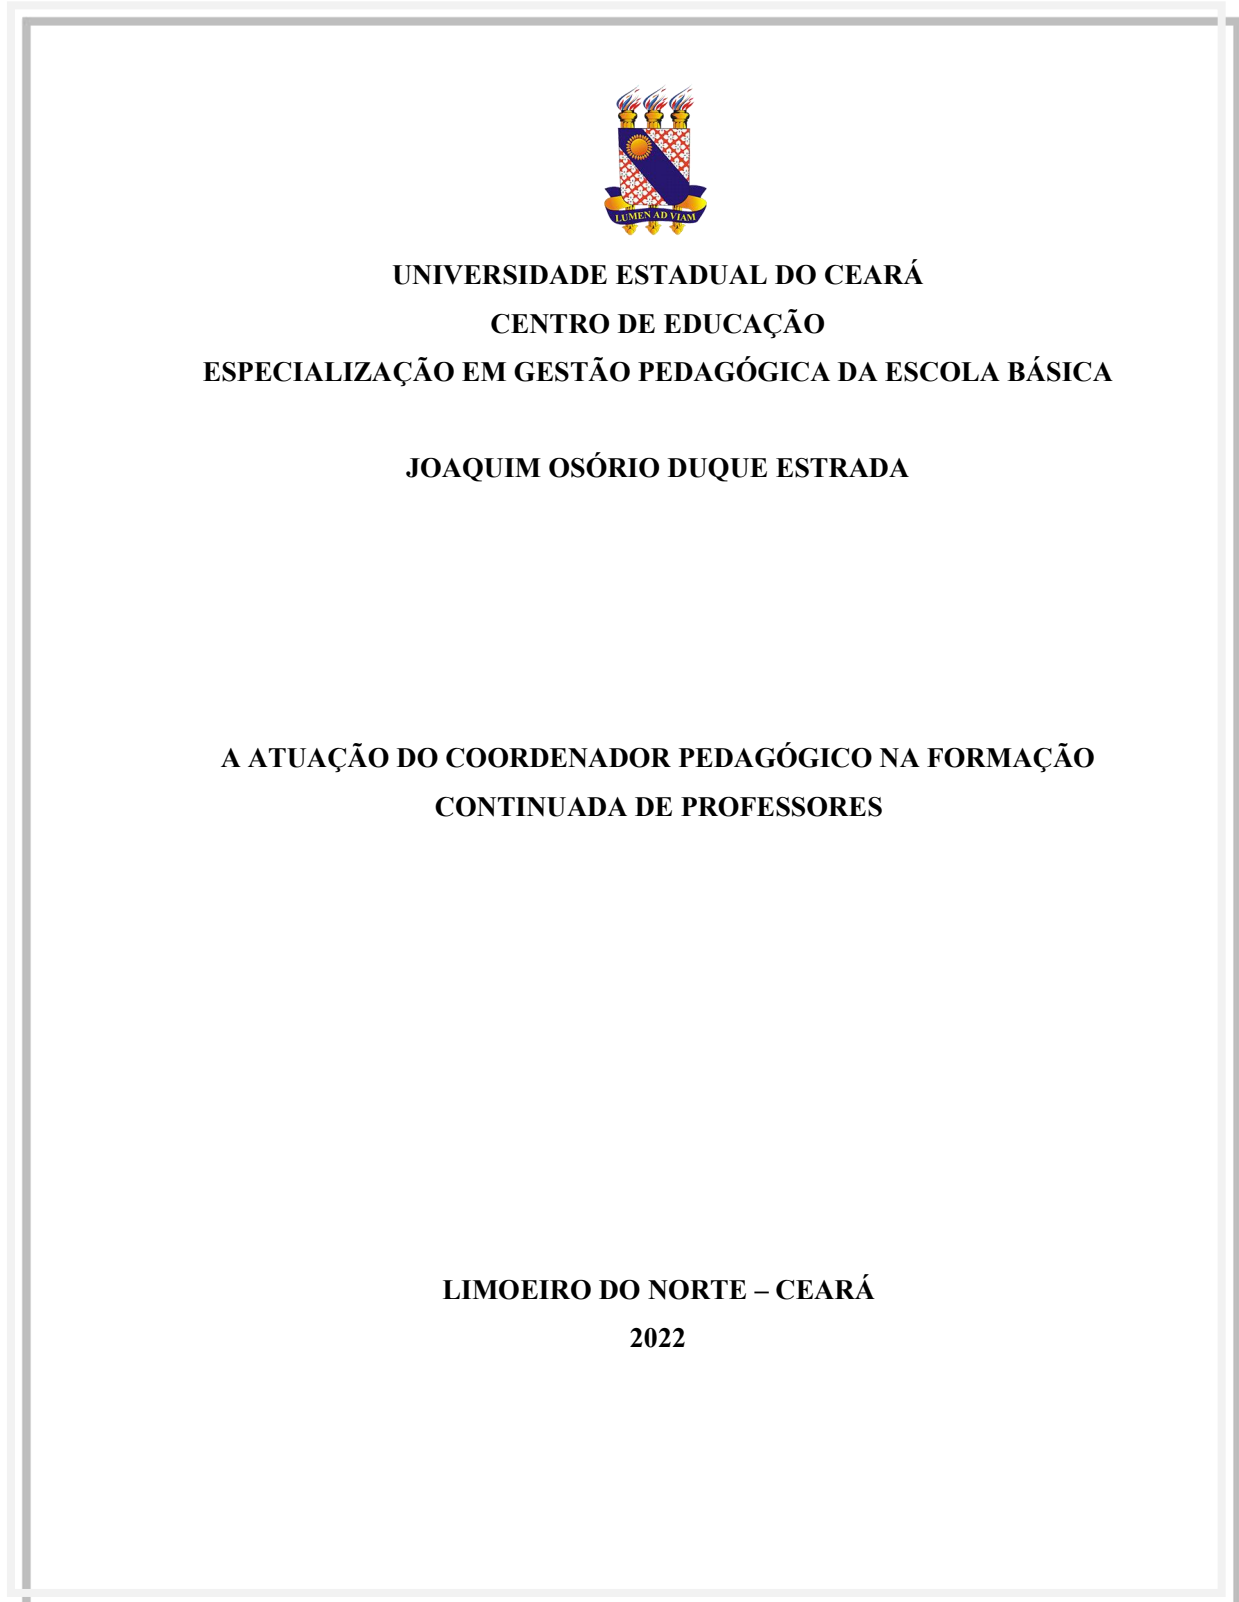 LUMEN AD VIAM
UNIVERSIDADE ESTADUAL DO CEARÁ
CENTRO DE EDUCAÇÃO
ESPECIALIZAÇÃO EM GESTÃO PEDAGÓGICA DA ESCOLA BÁSICA
JOAQUIM OSÓRIO DUQUE ESTRADA
A ATUAÇÃO DO COORDENADOR PEDAGÓGICO NA FORMAÇÃO
CONTINUADA DE PROFESSORES
LIMOEIRO DO NORTE – CEARÁ
2022